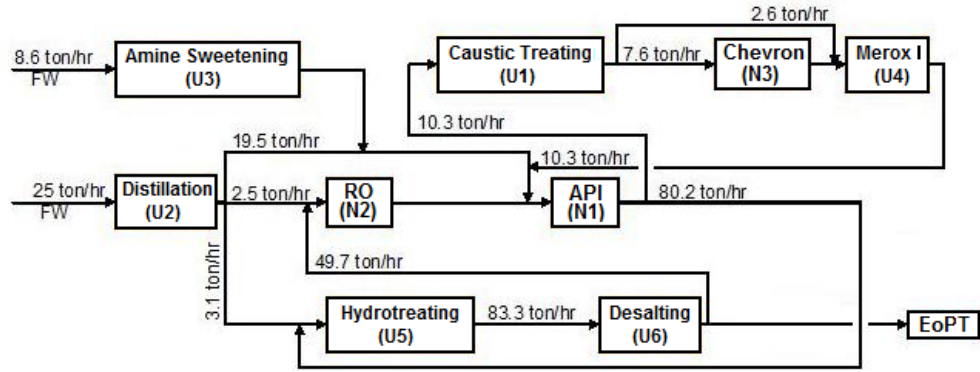 2.6 ton/hr
8.6 ton/hr
FW
Amine Sweetening
(U3)
Caustic Treating
(U1)
7.6 ton/hr
Chevron
(N3)
Merox I
(U4)
19.5 ton/hr
10.3 ton/hr
10.3 ton/hr
25 ton/hr
FW
Distillation
(U2)
2.5 ton/hr
RO
(N2)
API
(N1)
80.2 ton/hr
3.1 ton/hr
49.7 ton/hr
Hydrotreating
(U5)
83.3 ton/hr
Desalting
(U6)
EoPT